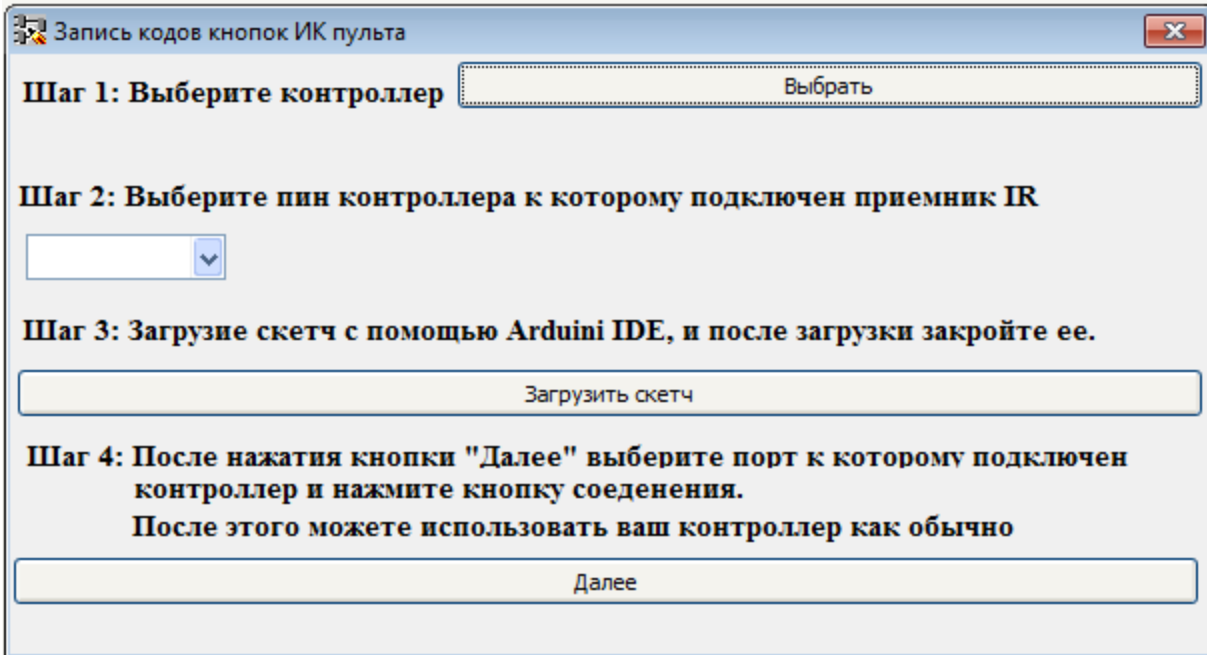 Запись кодов кнопок ИК пульта
Шаг 1: Выберите контроллер Выбрать
Шаг 2: Выберите пин контроллера к которому подключен приемник IR
Шаг 3: Загрузие скетч с помощью Arduini IDE, и после загрузки закройте ее.
Загрузить скетч
Шаг 4: После нажатия кнопки "Далее" выберите порт к которому подключен
контроллер и нажмите кнопку соеденения.
После этого можете использовать ваш контроллер как обычно
Далее